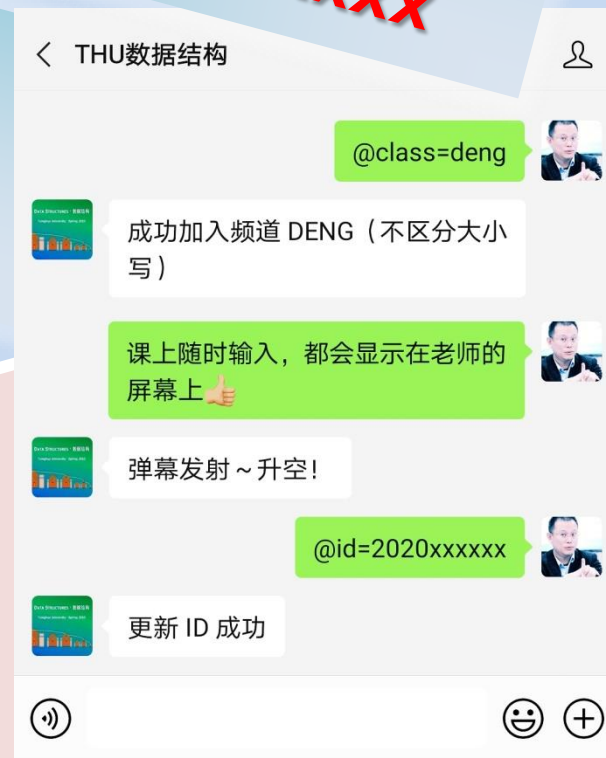 THU数据结构
@class=deng
成功加入频道 DENG（不区分大小
写）
课上随时输入，都会显示在老师的
屏幕上👍
弹幕发射～升空！
@id=2020xxxxxx
更新 ID 成功